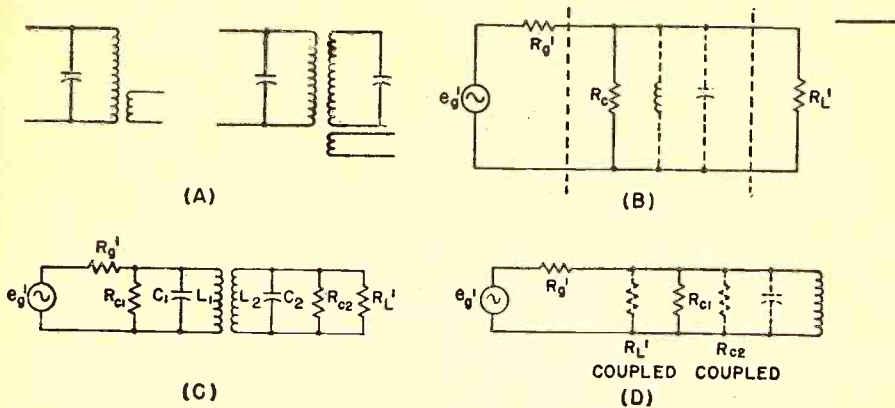 (A)
Rg'
eg'
Rc
RL'
(B)
Rg'
eg'
Rc1
C1
L1
L2
C2
Rc2
RL'
(C)
eg'
Rg'
Rc1
RL'
COUPLED
Rc2
COUPLED
(D)